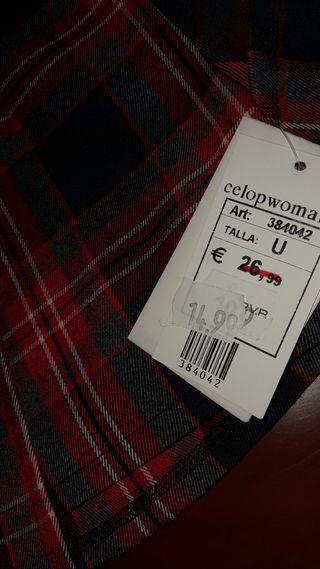 celopwoman
Art: 384042
TALLA: U
€ 26,99
P.V.P.
14.99
384042